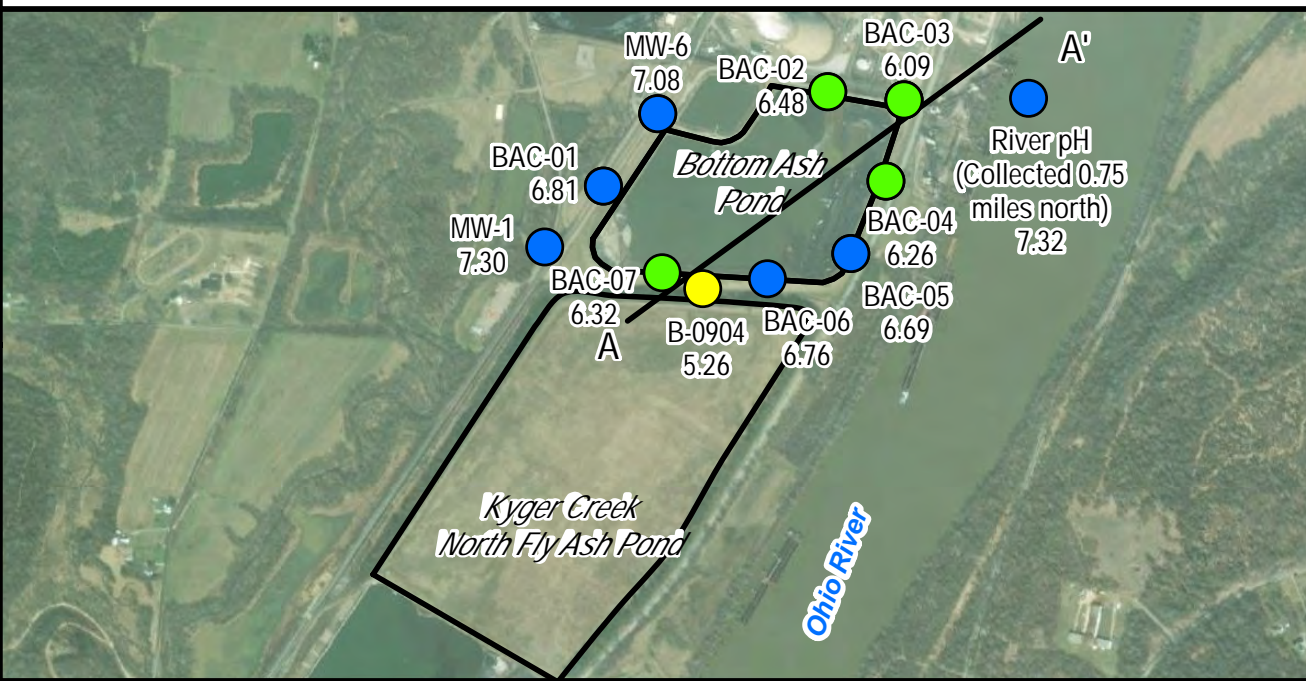 MW-6
7.08
BAC-02
6.48
BAC-03
6.09
A'
BAC-01
6.81
Bottom Ash
Pond
River pH
(Collected 0.75
miles north)
7.32
MW-1
7.30
BAC-04
6.26
BAC-07
6.32
A
B-0904
5.26
BAC-06
6.76
BAC-05
6.69
Kyger Creek
North Fly Ash Pond
Ohio River